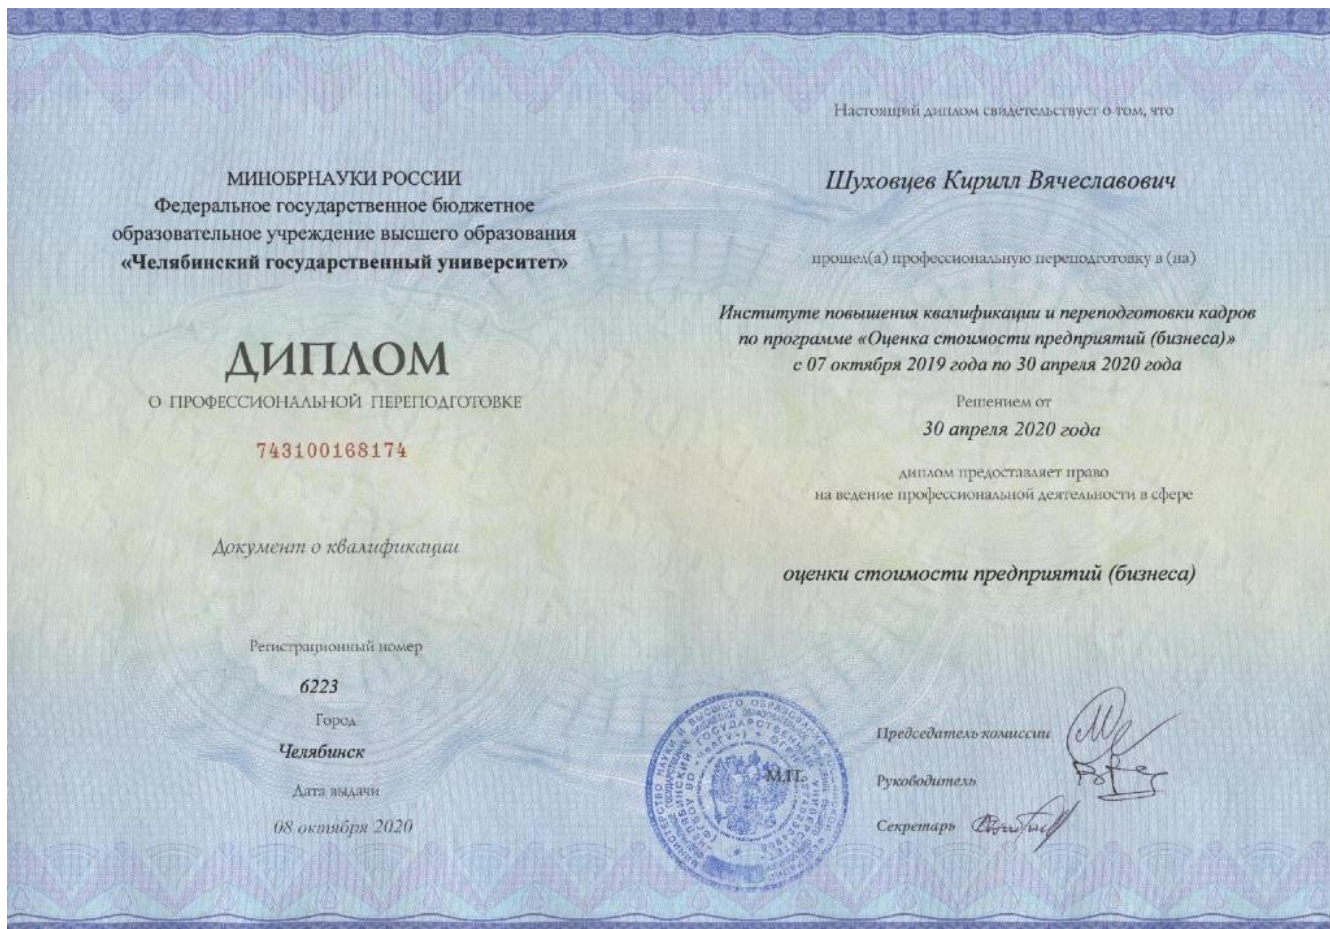 МИНОБРНАУКИ РОССИИ
Федеральное государственное бюджетное
образовательное учреждение высшего образования
«Челябинский государственный университет»
ДИПЛОМ
О ПРОФЕССИОНАЛЬНОЙ ПЕРЕПОДГОТОВКЕ
743100168174
Документ о квалификации
Регистрационный номер
6223
Город
Челябинск
Дата выдачи
08 октября 2020
Настоящий диплом свидетельствует о том, что
Шуховцев Кирилл Вячеславович
прошел(а) профессиональную переподготовку в (на)
Институте повышения квалификации и переподготовки кадров
по программе «Оценка стоимости предприятий (бизнеса)»
с 07 октября 2019 года по 30 апреля 2020 года
Решением от
30 апреля 2020 года
диплом предоставляет право
на ведение профессиональной деятельности в сфере
оценки стоимости предприятий (бизнеса)
М.П.
Председатель комиссии
Руководитель
Секретарь